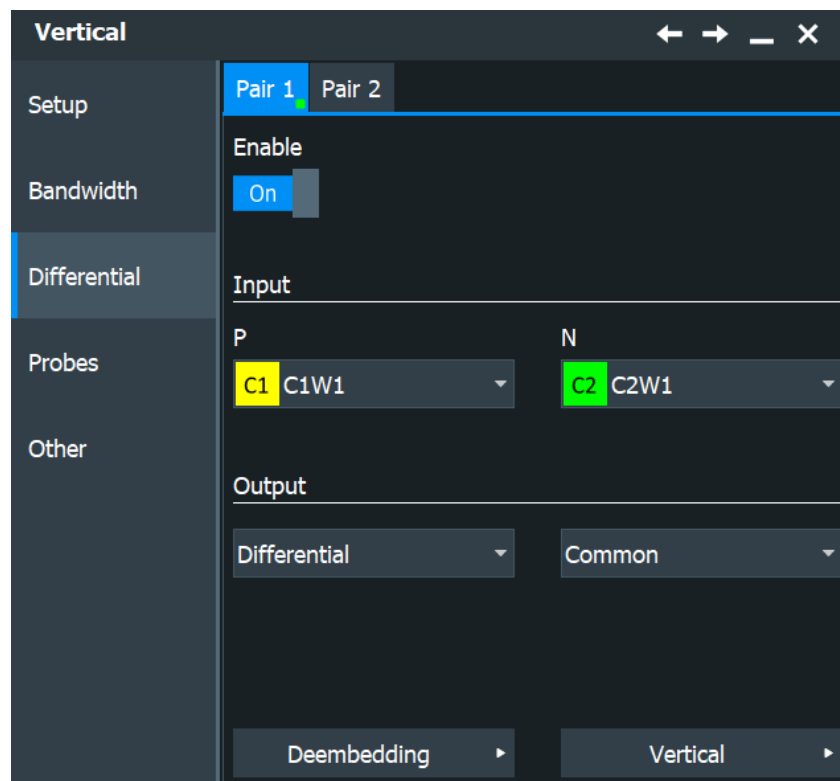 Vertical
Setup
Bandwidth
Differential
Probes
Other
Pair 1 Pair 2
Enable
On
Input
P N
C1 C1W1 C2 C2W1
Output
Differential Common
Deembedding Vertical